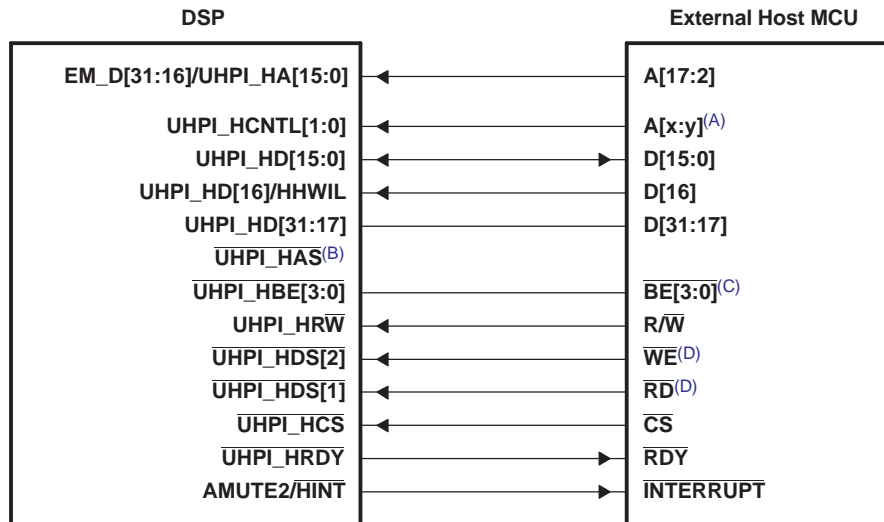 DSP External Host MCU
EM_D[31:16]/UHPI_HA[15:0] A[17:2]
UHPI_HCNTL[1:0] A[x:y](A)
UHPI_HD[15:0] D[15:0]
UHPI_HD[16]/HHWIL D[16]
UHPI_HD[31:17] D[31:17]
UHPI_HAS(B)
UHPI_HBE[3:0] BE[3:0](C)
UHPI_HRW R/W
UHPI_HDS[2] WE(D)
UHPI_HDS[1] RD(D)
UHPI_HCS CS
UHPI_HRDY RDY
AMUTE2/HINT INTERRUPT